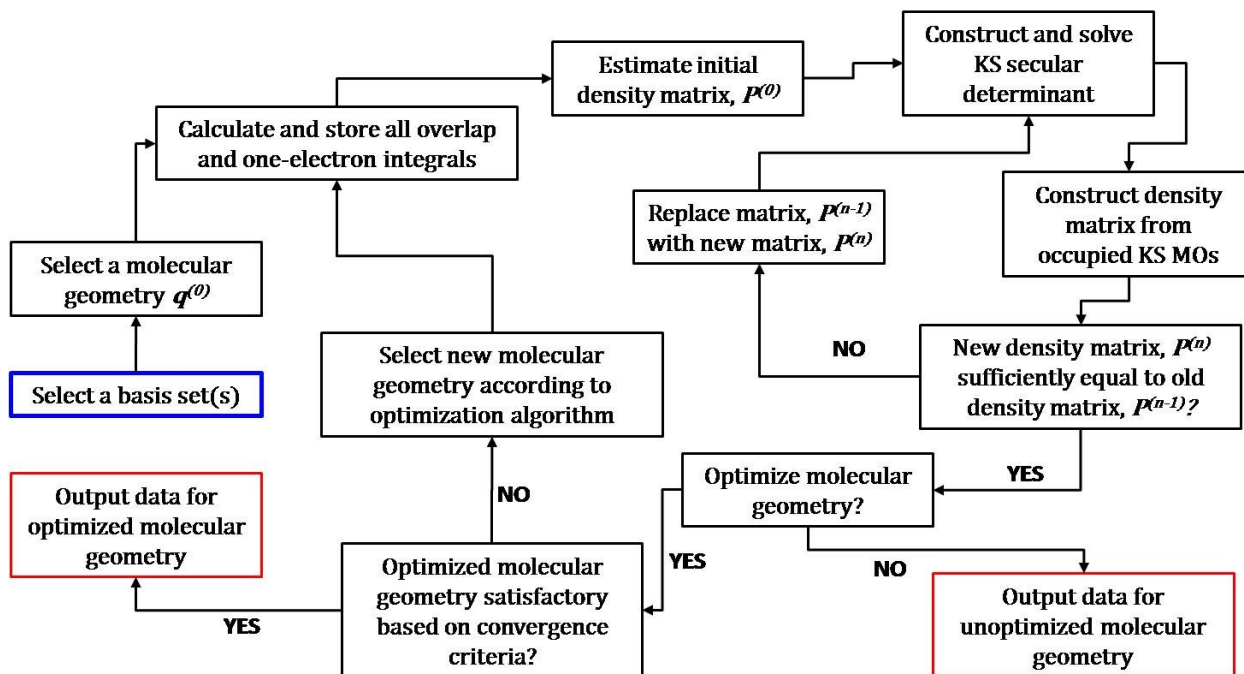 Select a basis set(s)
Select a molecular
geometry q(0)
Calculate and store all overlap
and one-electron integrals
Estimate initial
density matrix, P(0)
Construct and solve
KS secular
determinant
Construct density
matrix from
occupied KS MOs
New density matrix, P(n)
sufficiently equal to old
density matrix, P(n-1)?
NO
Replace matrix, P(n-1)
with new matrix, P(n)
YES
Optimize molecular
geometry?
NO
Output data for
unoptimized molecular
geometry
YES
Optimized molecular
geometry satisfactory
based on convergence
criteria?
NO
Select new molecular
geometry according to
optimization algorithm
YES
Output data for
optimized molecular
geometry